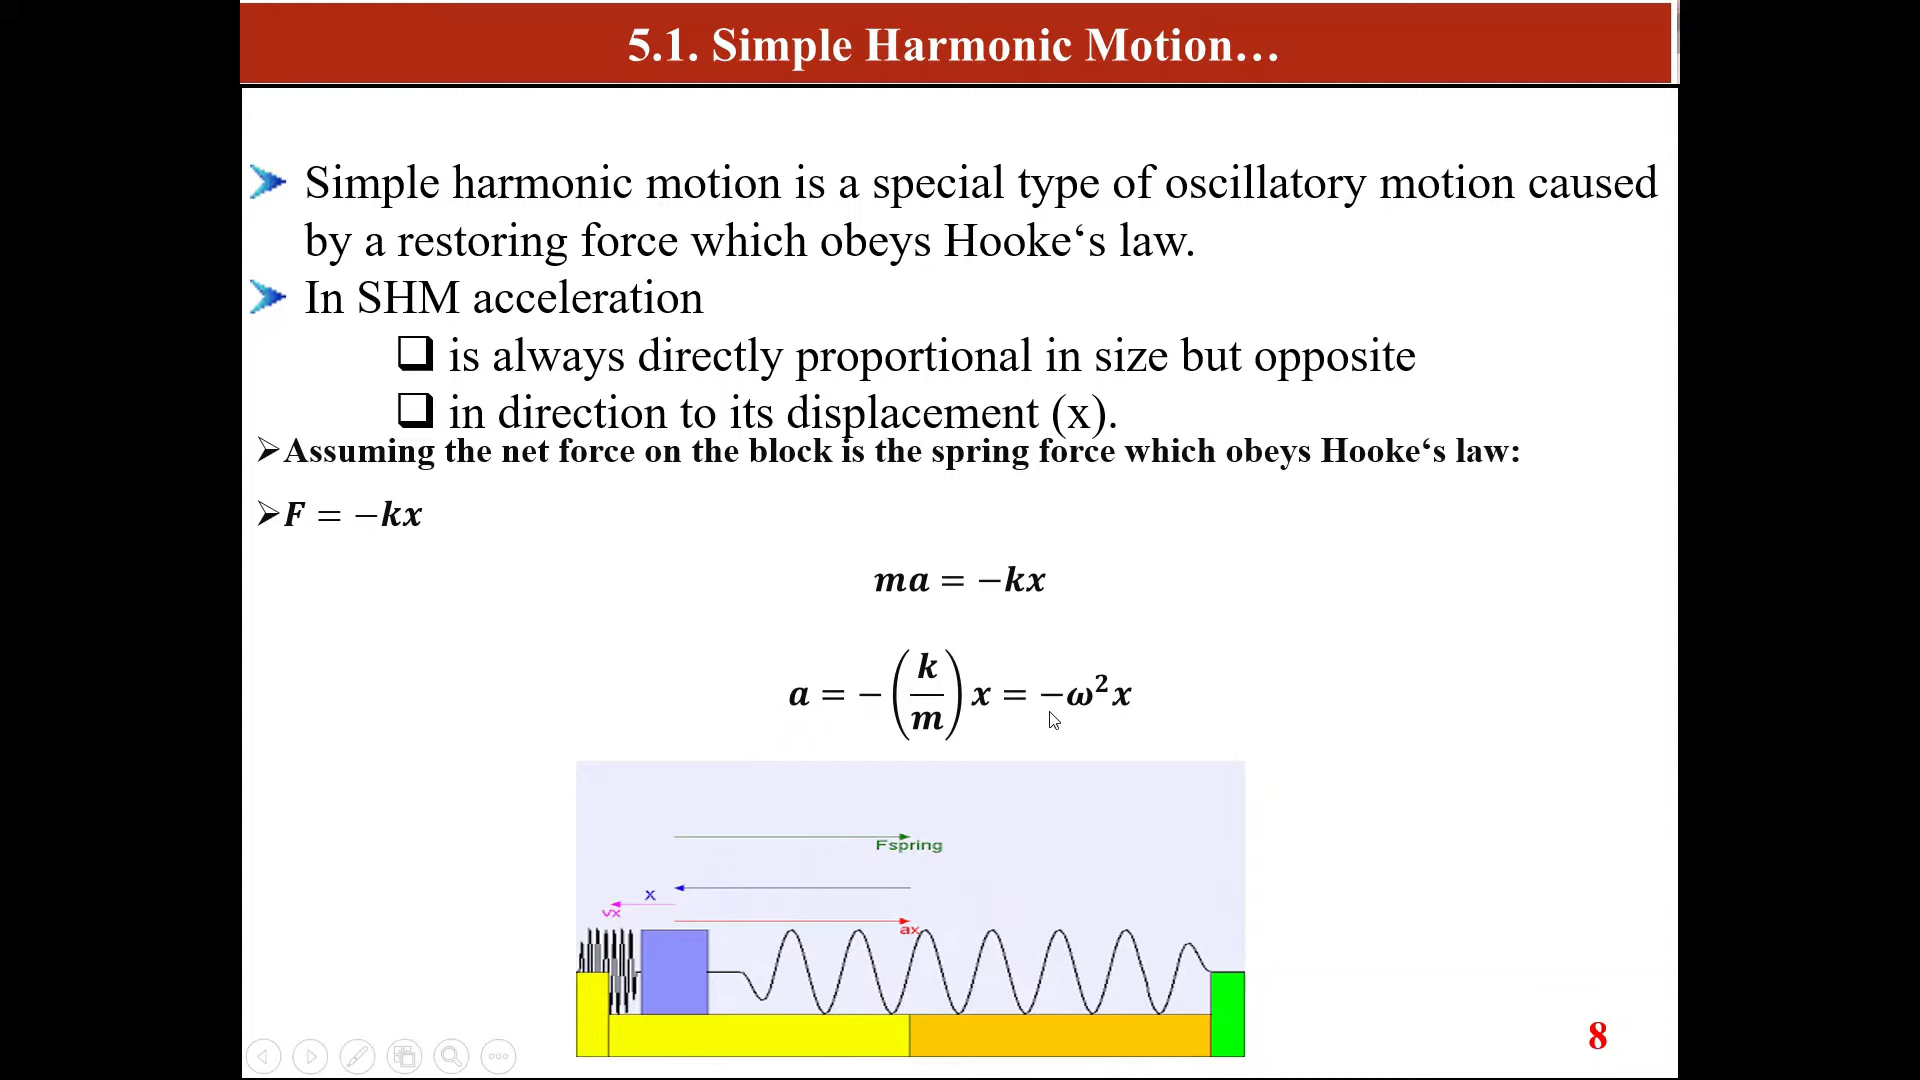 5.1. Simple Harmonic Motion…
Simple harmonic motion is a special type of oscillatory motion caused
by a restoring force which obeys Hooke‘s law.
In SHM acceleration
is always directly proportional in size but opposite
in direction to its displacement (x).
Assuming the net force on the block is the spring force which obeys Hooke‘s law:
F = −kx
ma = −kx
a = −(k/m)x = −ω²x
Fspring
x
vx
ax
8